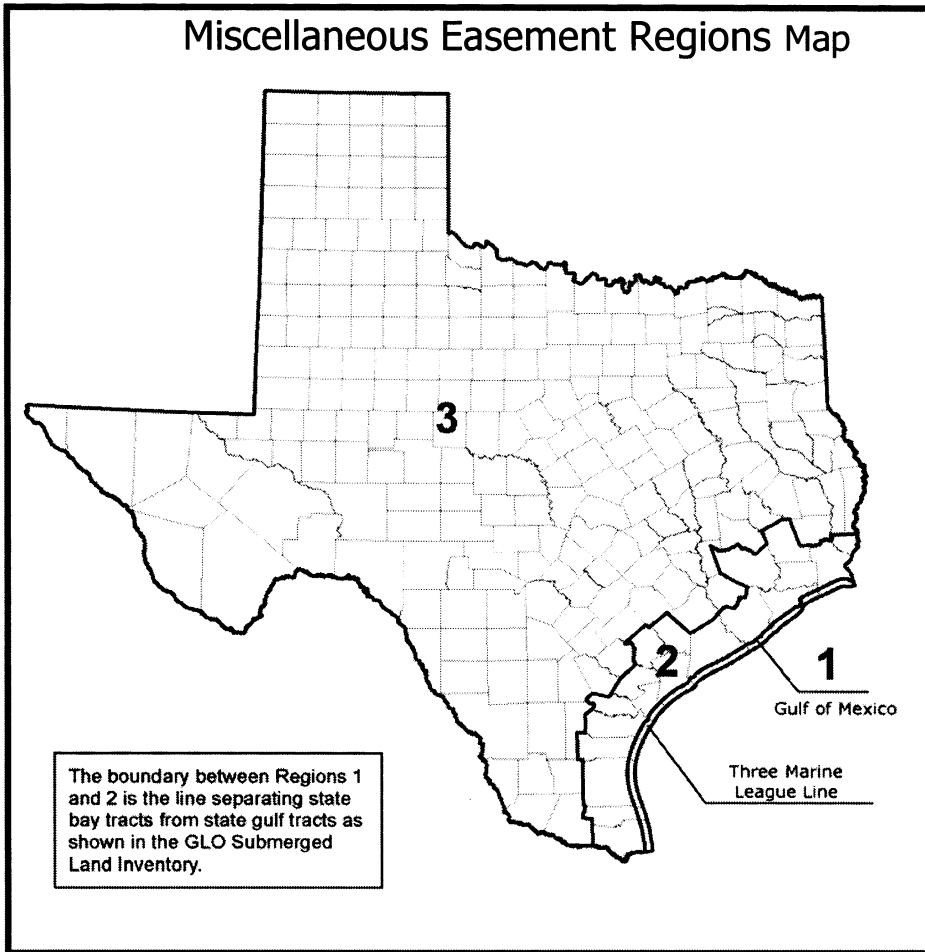 Miscellaneous Easement Regions Map
3
2
1
Gulf of Mexico
Three Marine
League Line
The boundary between Regions 1
and 2 is the line separating state
bay tracts from state gulf tracts as
shown in the GLO Submerged
Land Inventory.